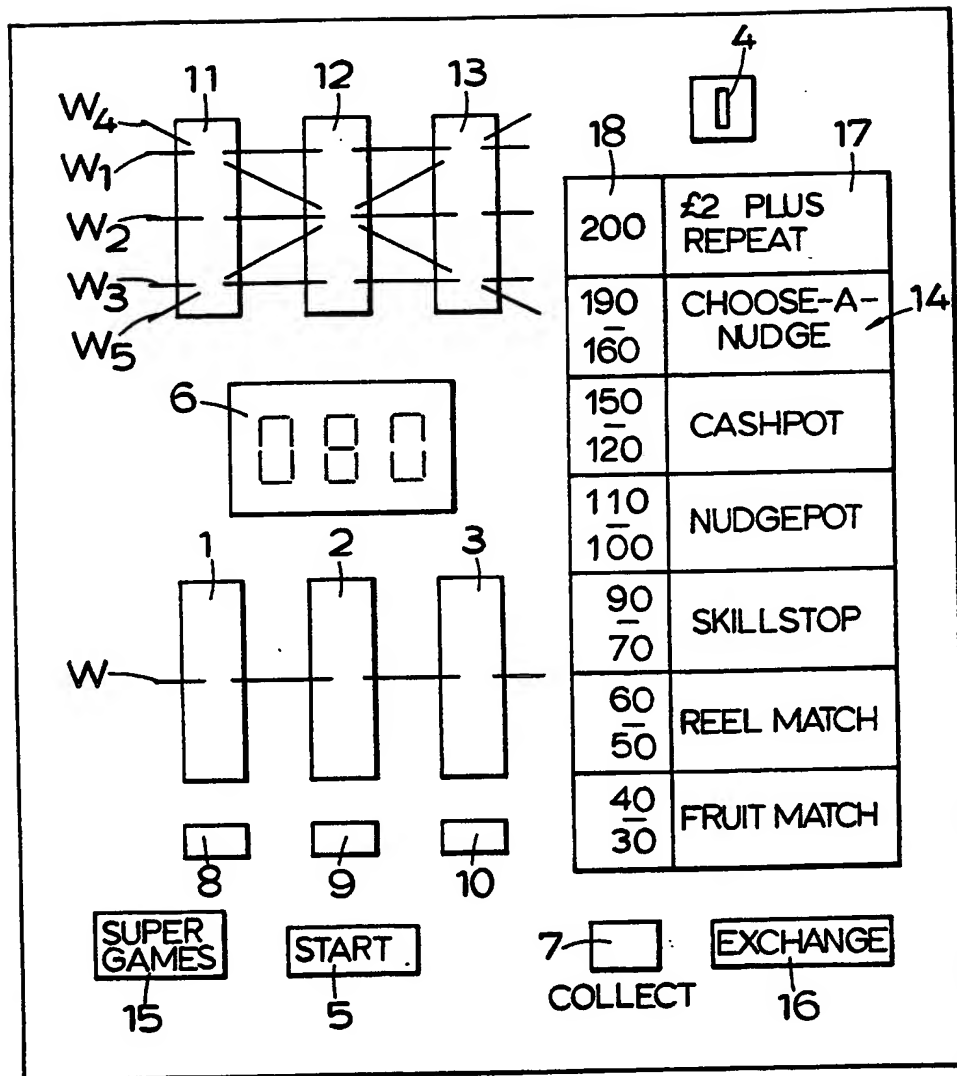 11 12 13 4
W4
W1
W2
W3
W5
18 17
200 £2 PLUS
REPEAT
190
–
160 CHOOSE-A-
NUDGE
14
150
–
120 CASHPOT
110
–
100 NUDGEPOT
90
–
70 SKILLSTOP
60
–
50 REEL MATCH
40
–
30 FRUIT MATCH
6 080
1 2 3
W
8 9 10
SUPER
GAMES
START
EXCHANGE
COLLECT
15 5 7 16